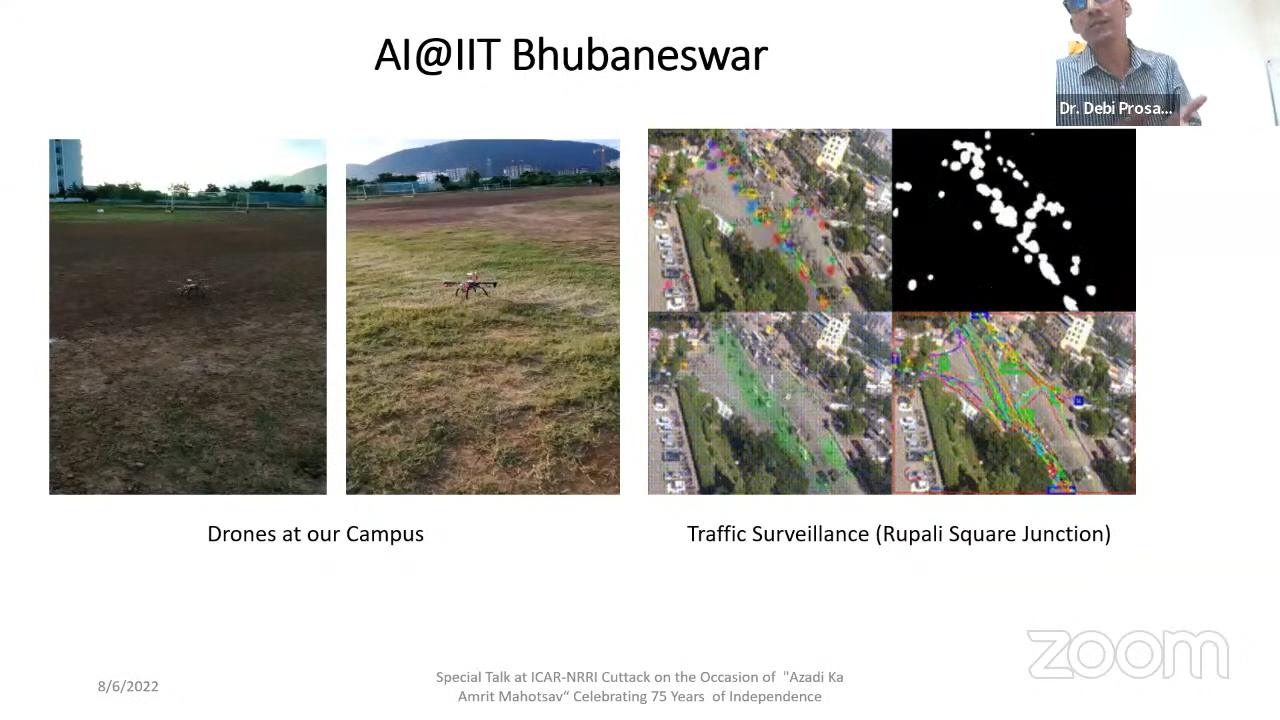 AI@IIT Bhubaneswar
Dr. Debi Prosa...
Drones at our Campus
Traffic Surveillance (Rupali Square Junction)
zoom
8/6/2022
Special Talk at ICAR-NRRI Cuttack on the Occasion of "Azadi Ka
Amrit Mahotsav“ Celebrating 75 Years of Independence